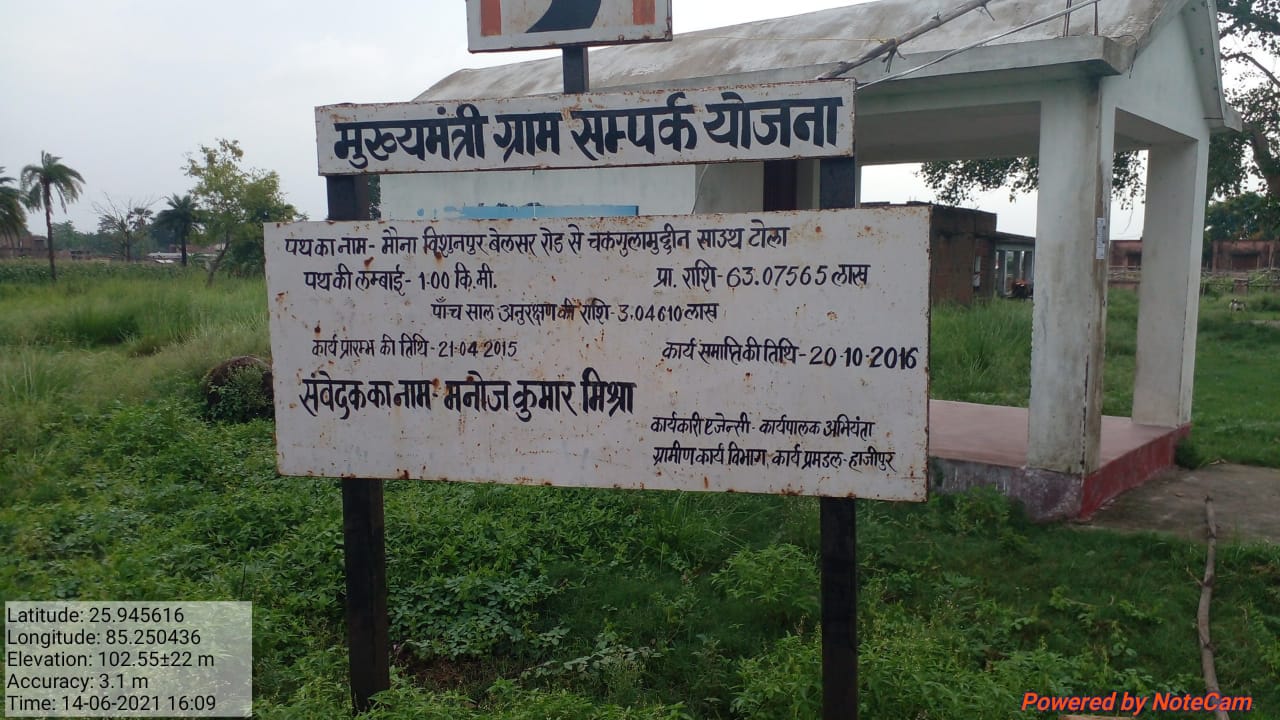 मुख्यमंत्री ग्राम सम्पर्क योजना
पथ का नाम- मौना विशुनपुर बेलसर रोड से चकगुलामुद्दीन साउथ टोला
पथ की लम्बाई- 1.00 कि.मी. प्रा. राशि- 63.07565 लाख
पाँच साल अनुरक्षण की राशि- 3.04610 लाख
कार्य प्रारम्भ की तिथि- 21.04.2015 कार्य समाप्ति की तिथि- 20.10.2016
संवेदक का नाम- मनोज कुमार मिश्रा
कार्यकारी एजेन्सी- कार्यपालक अभियंता
ग्रामीण कार्य विभाग, कार्य प्रमडल- हाजीपुर
Latitude: 25.945616
Longitude: 85.250436
Elevation: 102.55±22 m
Accuracy: 3.1 m
Time: 14-06-2021 16:09
Powered by NoteCam